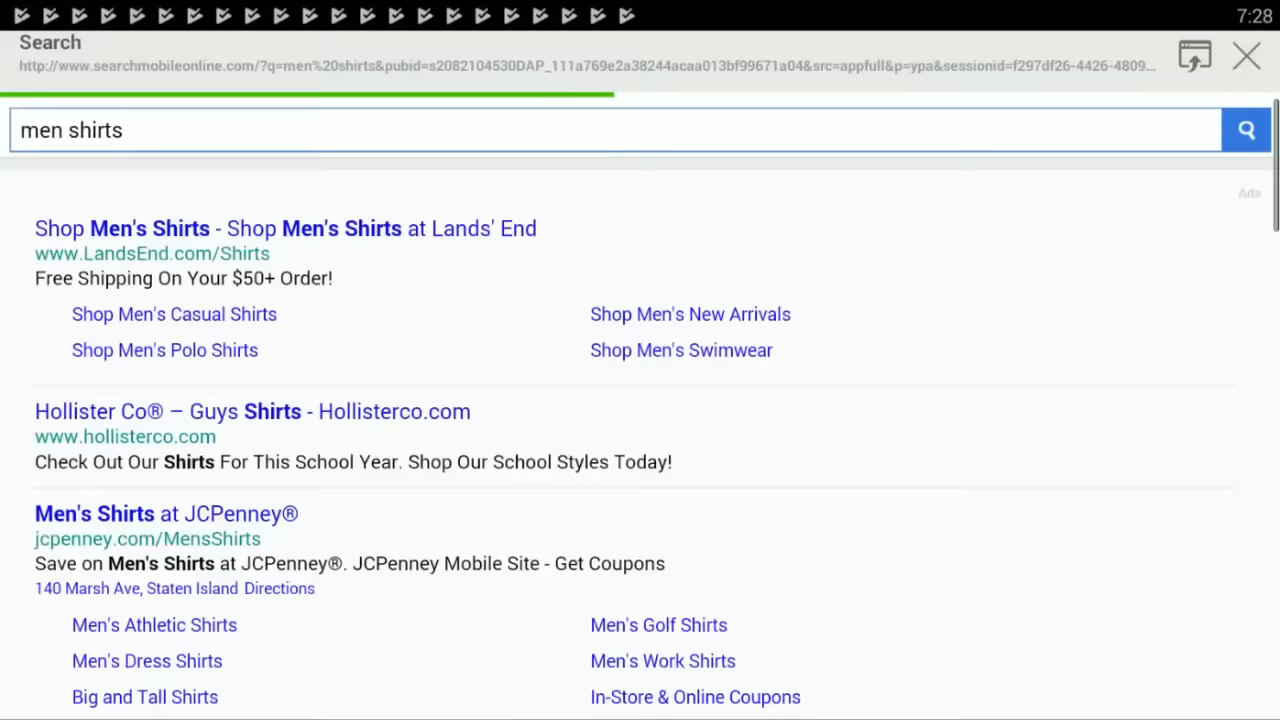 7:28
Search
http://www.searchmobileonline.com/?q=men%20shirts&pubid=s2082104530DAP_111a769e2a38244acaa013bf99671a04&src=appfull&p=ypa&sessionid=f297df26-4426-4809...
men shirts
Ads
Shop Men's Shirts - Shop Men's Shirts at Lands' End
www.LandsEnd.com/Shirts
Free Shipping On Your $50+ Order!
Shop Men's Casual Shirts Shop Men's New Arrivals
Shop Men's Polo Shirts Shop Men's Swimwear
Hollister Co® – Guys Shirts - Hollisterco.com
www.hollisterco.com
Check Out Our Shirts For This School Year. Shop Our School Styles Today!
Men's Shirts at JCPenney®
jcpenney.com/MensShirts
Save on Men's Shirts at JCPenney®. JCPenney Mobile Site - Get Coupons
140 Marsh Ave, Staten Island Directions
Men's Athletic Shirts Men's Golf Shirts
Men's Dress Shirts Men's Work Shirts
Big and Tall Shirts In-Store & Online Coupons